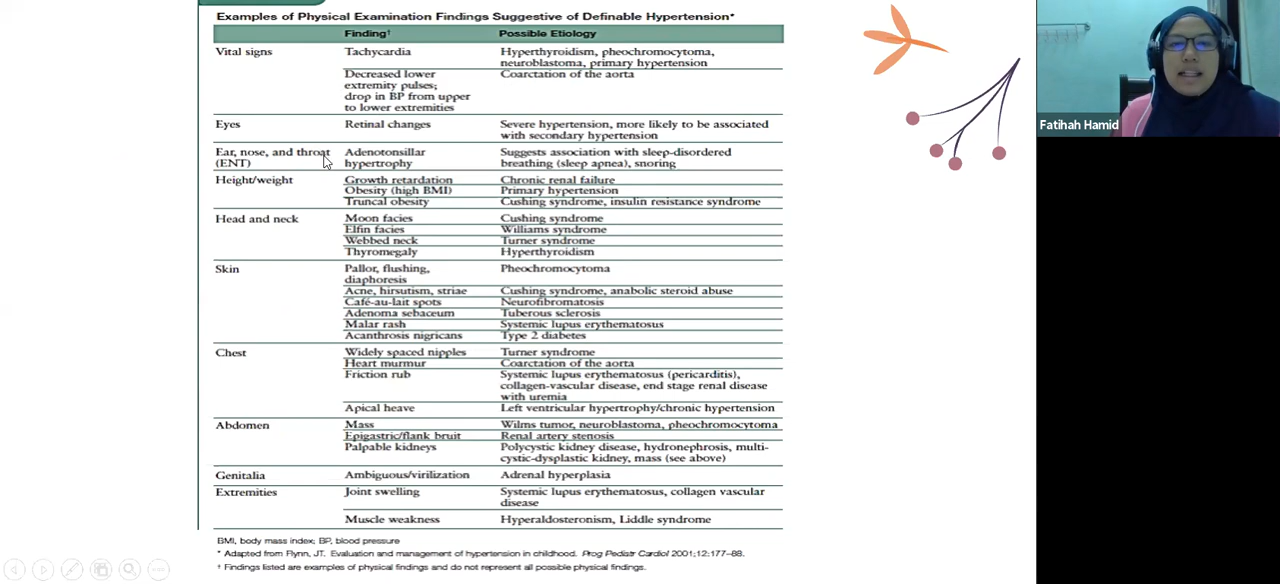 Examples of Physical Examination Findings Suggestive of Definable Hypertension*
Finding† Possible Etiology
Vital signs Tachycardia Hyperthyroidism, pheochromocytoma,
neuroblastoma, primary hypertension
Decreased lower Coarctation of the aorta
extremity pulses;
drop in BP from upper
to lower extremities
Eyes Retinal changes Severe hypertension, more likely to be associated
with secondary hypertension
Ear, nose, and throat Adenotonsillar Suggests association with sleep-disordered
(ENT) hypertrophy breathing (sleep apnea), snoring
Height/weight Growth retardation Chronic renal failure
Obesity (high BMI) Primary hypertension
Truncal obesity Cushing syndrome, insulin resistance syndrome
Head and neck Moon facies Cushing syndrome
Elfin facies Williams syndrome
Webbed neck Turner syndrome
Thyromegaly Hyperthyroidism
Skin Pallor, flushing, Pheochromocytoma
diaphoresis
Acne, hirsutism, striae Cushing syndrome, anabolic steroid abuse
Café-au-lait spots Neurofibromatosis
Adenoma sebaceum Tuberous sclerosis
Malar rash Systemic lupus erythematosus
Acanthrosis nigricans Type 2 diabetes
Chest Widely spaced nipples Turner syndrome
Heart murmur Coarctation of the aorta
Friction rub Systemic lupus erythematosus (pericarditis),
collagen-vascular disease, end stage renal disease
with uremia
Apical heave Left ventricular hypertrophy/chronic hypertension
Abdomen Mass Wilms tumor, neuroblastoma, pheochromocytoma
Epigastric/flank bruit Renal artery stenosis
Palpable kidneys Polycystic kidney disease, hydronephrosis, multi-
cystic-dysplastic kidney, mass (see above)
Genitalia Ambiguous/virilization Adrenal hyperplasia
Extremities Joint swelling Systemic lupus erythematosus, collagen vascular
disease
Muscle weakness Hyperaldosteronism, Liddle syndrome
BMI, body mass index; BP, blood pressure
* Adapted from Flynn, JT. Evaluation and management of hypertension in childhood. Prog Pediatr Cardiol 2001;12:177–88.
† Findings listed are examples of physical findings and do not represent all possible physical findings.
Fatihah Hamid